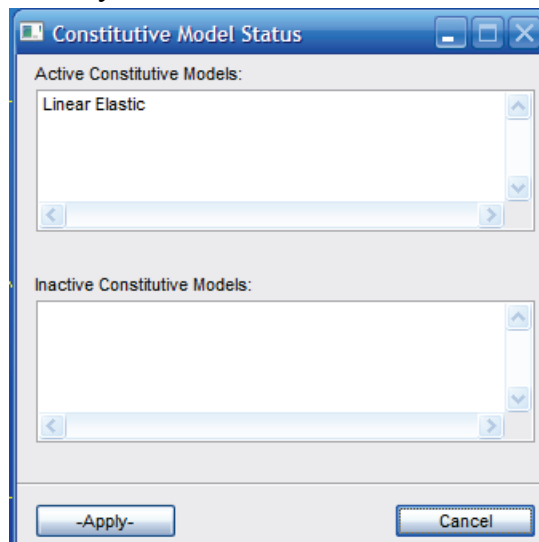 Constitutive Model Status
Active Constitutive Models:
Linear Elastic
Inactive Constitutive Models:
-Apply-
Cancel